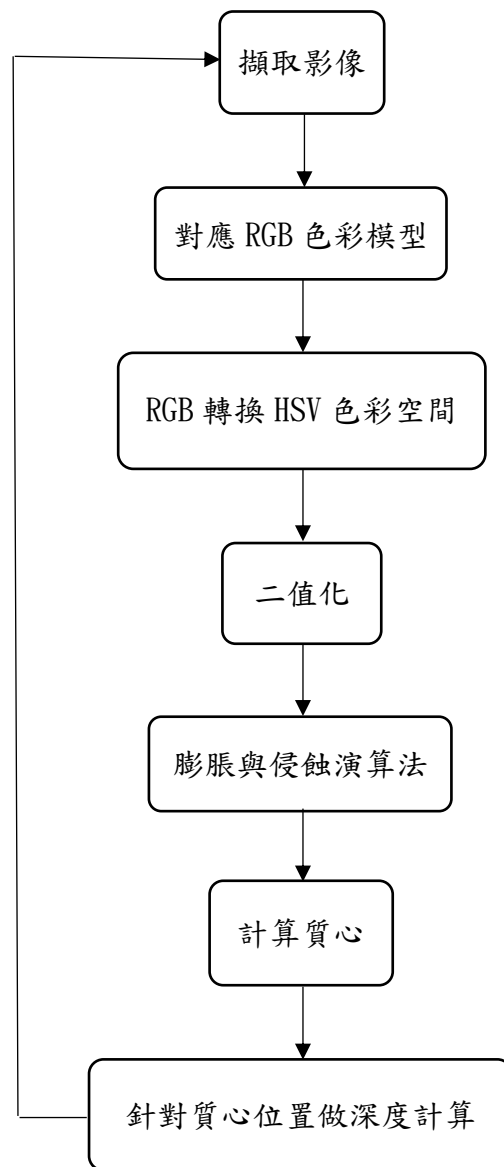 擷取影像
對應 RGB 色彩模型
RGB 轉換 HSV 色彩空間
二值化
膨脹與侵蝕演算法
計算質心
針對質心位置做深度計算